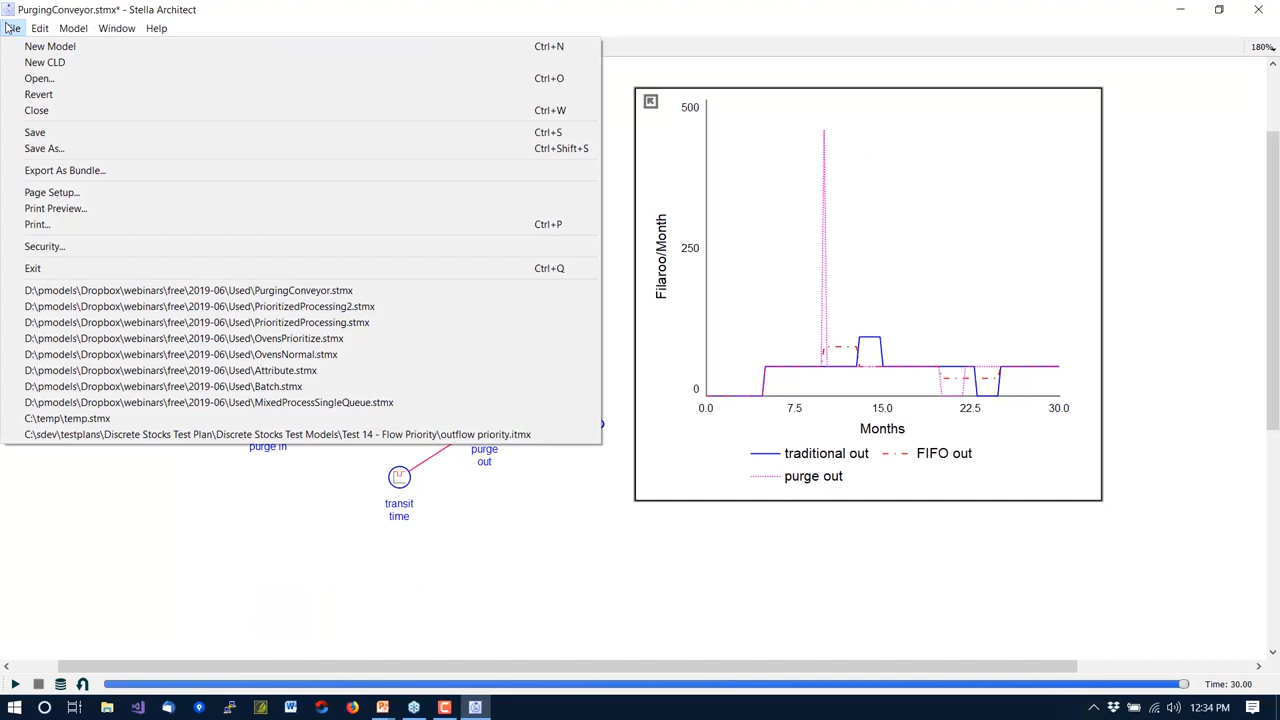 PurgingConveyor.stmx* - Stella Architect
File Edit Model Window Help
180%
New Model Ctrl+N
New CLD
Open... Ctrl+O
Revert
Close Ctrl+W
Save Ctrl+S
Save As... Ctrl+Shift+S
Export As Bundle...
Page Setup...
Print Preview...
Print... Ctrl+P
Security...
Exit Ctrl+Q
D:\pmodels\Dropbox\webinars\free\2019-06\Used\PurgingConveyor.stmx
D:\pmodels\Dropbox\webinars\free\2019-06\Used\PrioritizedProcessing2.stmx
D:\pmodels\Dropbox\webinars\free\2019-06\Used\PrioritizedProcessing.stmx
D:\pmodels\Dropbox\webinars\free\2019-06\Used\OvensPrioritize.stmx
D:\pmodels\Dropbox\webinars\free\2019-06\Used\OvensNormal.stmx
D:\pmodels\Dropbox\webinars\free\2019-06\Used\Attribute.stmx
D:\pmodels\Dropbox\webinars\free\2019-06\Used\Batch.stmx
D:\pmodels\Dropbox\webinars\free\2019-06\Used\MixedProcessSingleQueue.stmx
C:\temp\temp.stmx
C:\sdev\testplans\Discrete Stocks Test Plan\Discrete Stocks Test Models\Test 14 - Flow Priority\outflow priority.itmx
purge in
purge
out
transit
time
500
250
0
Filaroo/Month
0.0 7.5 15.0 22.5 30.0
Months
traditional out FIFO out
purge out
Time: 30.00
12:34 PM